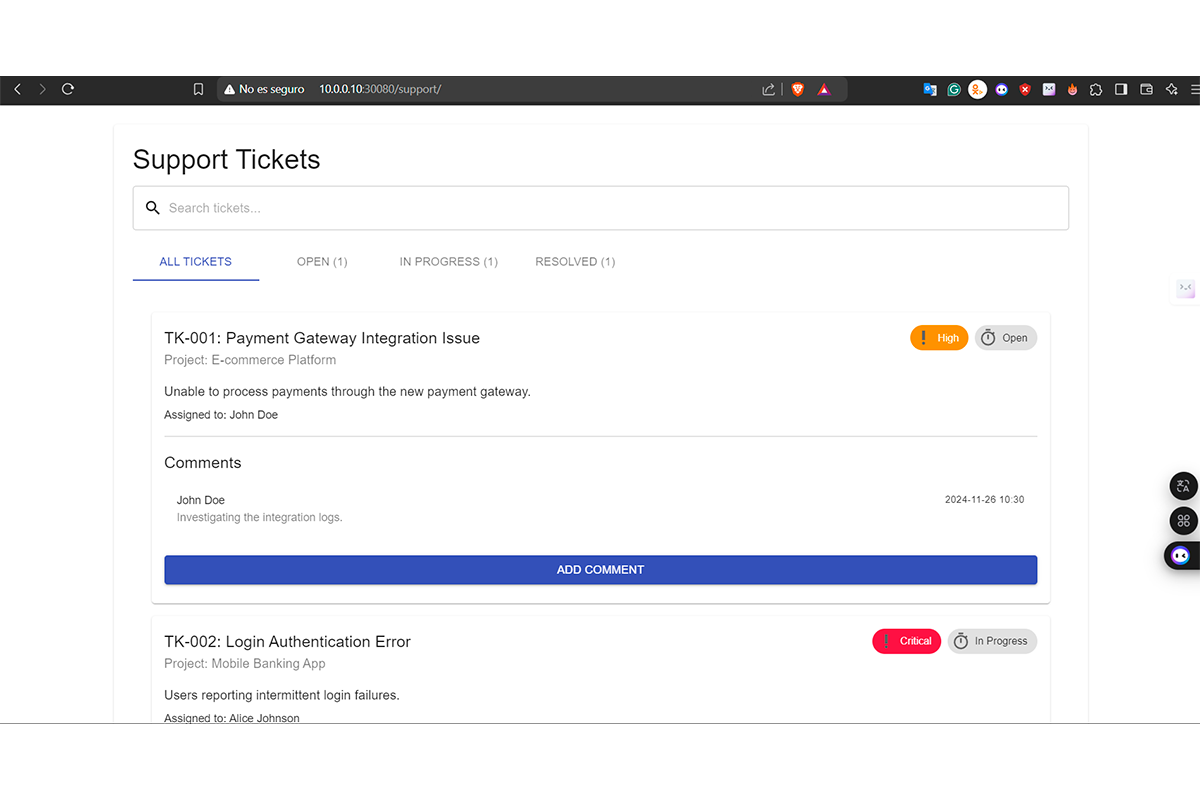 No es seguro 10.0.0.10:30080/support/
Support Tickets
Search tickets...
ALL TICKETS OPEN (1) IN PROGRESS (1) RESOLVED (1)
TK-001: Payment Gateway Integration Issue High Open
Project: E-commerce Platform
Unable to process payments through the new payment gateway.
Assigned to: John Doe
Comments
John Doe 2024-11-26 10:30
Investigating the integration logs.
ADD COMMENT
TK-002: Login Authentication Error Critical In Progress
Project: Mobile Banking App
Users reporting intermittent login failures.
Assigned to: Alice Johnson